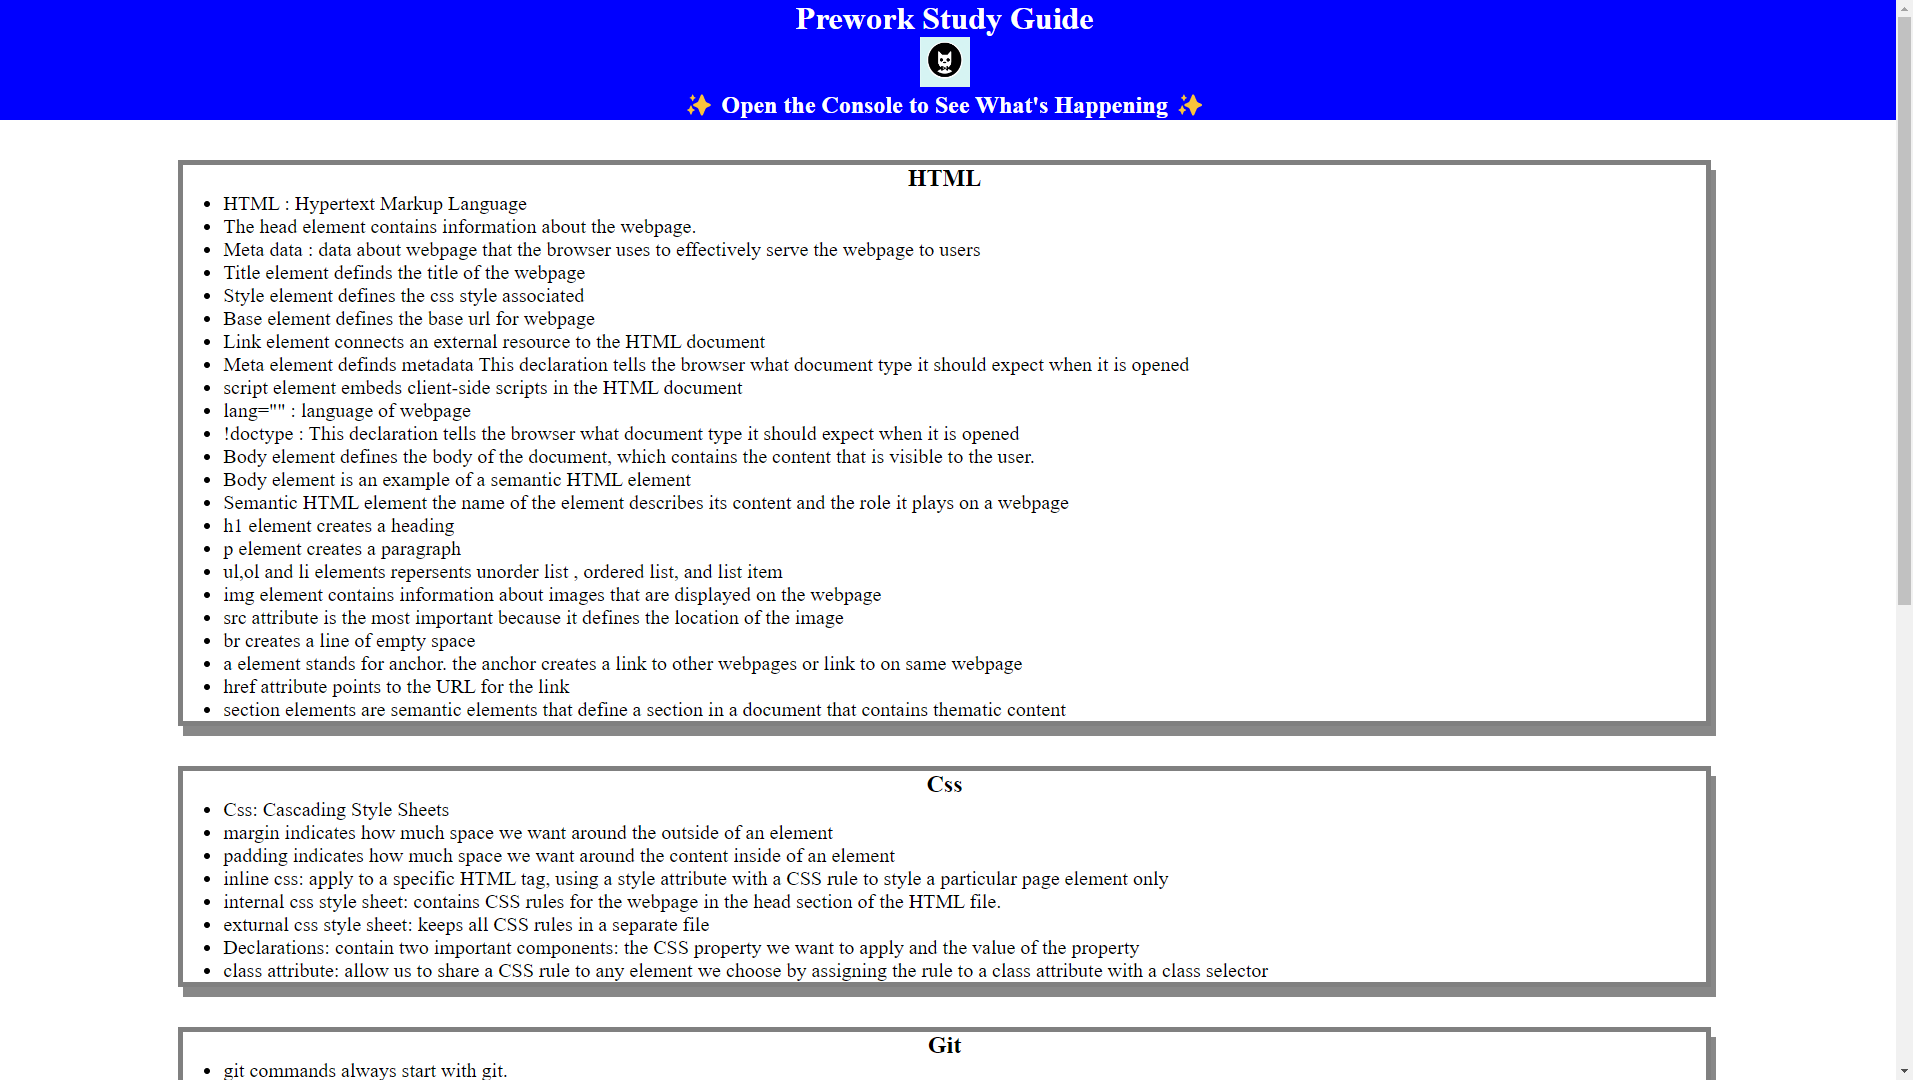 Prework Study Guide
✨ Open the Console to See What's Happening ✨
HTML
HTML : Hypertext Markup Language
The head element contains information about the webpage.
Meta data : data about webpage that the browser uses to effectively serve the webpage to users
Title element definds the title of the webpage
Style element defines the css style associated
Base element defines the base url for webpage
Link element connects an external resource to the HTML document
Meta element definds metadata This declaration tells the browser what document type it should expect when it is opened
script element embeds client-side scripts in the HTML document
lang="" : language of webpage
!doctype : This declaration tells the browser what document type it should expect when it is opened
Body element defines the body of the document, which contains the content that is visible to the user.
Body element is an example of a semantic HTML element
Semantic HTML element the name of the element describes its content and the role it plays on a webpage
h1 element creates a heading
p element creates a paragraph
ul,ol and li elements repersents unorder list , ordered list, and list item
img element contains information about images that are displayed on the webpage
src attribute is the most important because it defines the location of the image
br creates a line of empty space
a element stands for anchor. the anchor creates a link to other webpages or link to on same webpage
href attribute points to the URL for the link
section elements are semantic elements that define a section in a document that contains thematic content
Css
Css: Cascading Style Sheets
margin indicates how much space we want around the outside of an element
padding indicates how much space we want around the content inside of an element
inline css: apply to a specific HTML tag, using a style attribute with a CSS rule to style a particular page element only
internal css style sheet: contains CSS rules for the webpage in the head section of the HTML file.
exturnal css style sheet: keeps all CSS rules in a separate file
Declarations: contain two important components: the CSS property we want to apply and the value of the property
class attribute: allow us to share a CSS rule to any element we choose by assigning the rule to a class attribute with a class selector
Git
git commands always start with git.